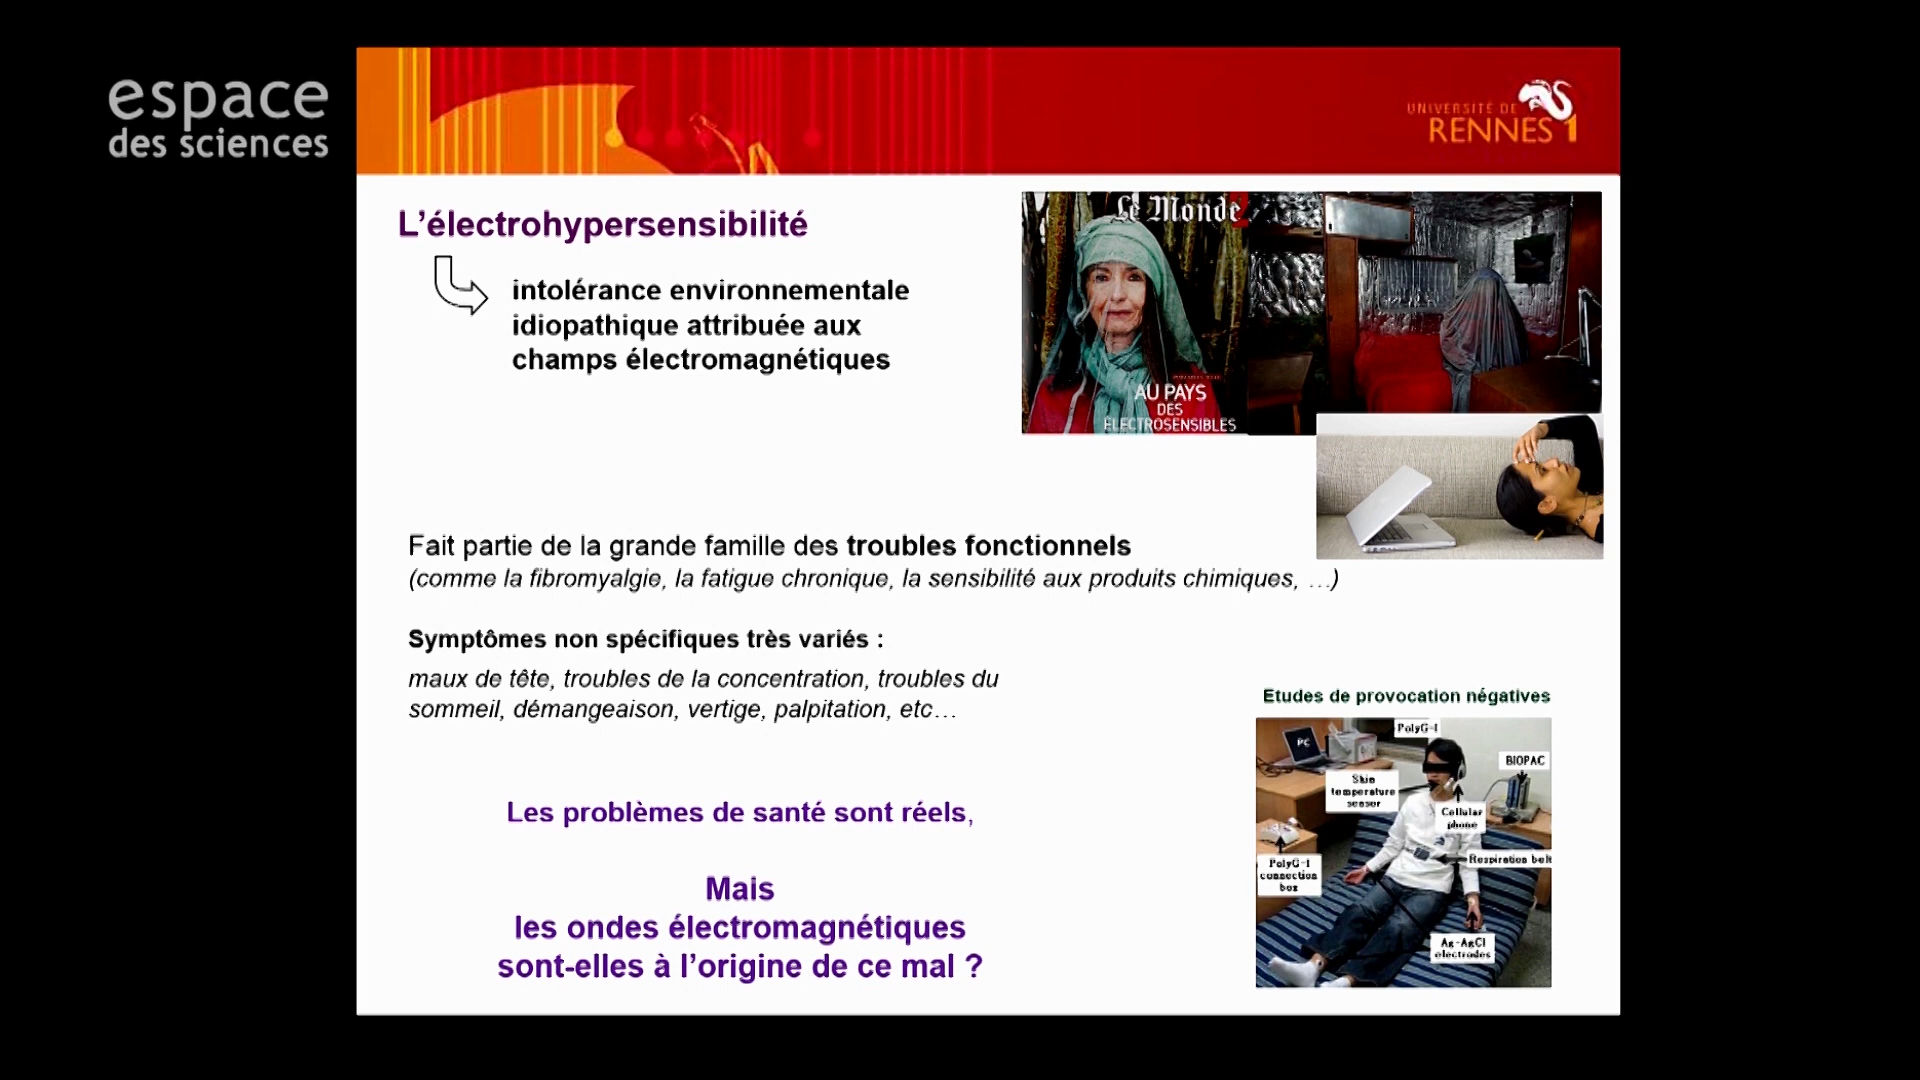 espace
des sciences
UNIVERSITÉ DE
RENNES 1
L’électrohypersensibilité
intolérance environnementale
idiopathique attribuée aux
champs électromagnétiques
Le Monde
AU PAYS
DES
ÉLECTROSENSIBLES
Fait partie de la grande famille des troubles fonctionnels
(comme la fibromyalgie, la fatigue chronique, la sensibilité aux produits chimiques, …)
Symptômes non spécifiques très variés :
maux de tête, troubles de la concentration, troubles du
sommeil, démangeaison, vertige, palpitation, etc…
Les problèmes de santé sont réels,
Mais
les ondes électromagnétiques
sont-elles à l’origine de ce mal ?
Etudes de provocation négatives
PolyG-I
PC
BIOPAC
Skin
temperature
sensor
Cellular
phone
Respiration belt
PolyG-I
connection
box
Ag-AgCl
electrodes